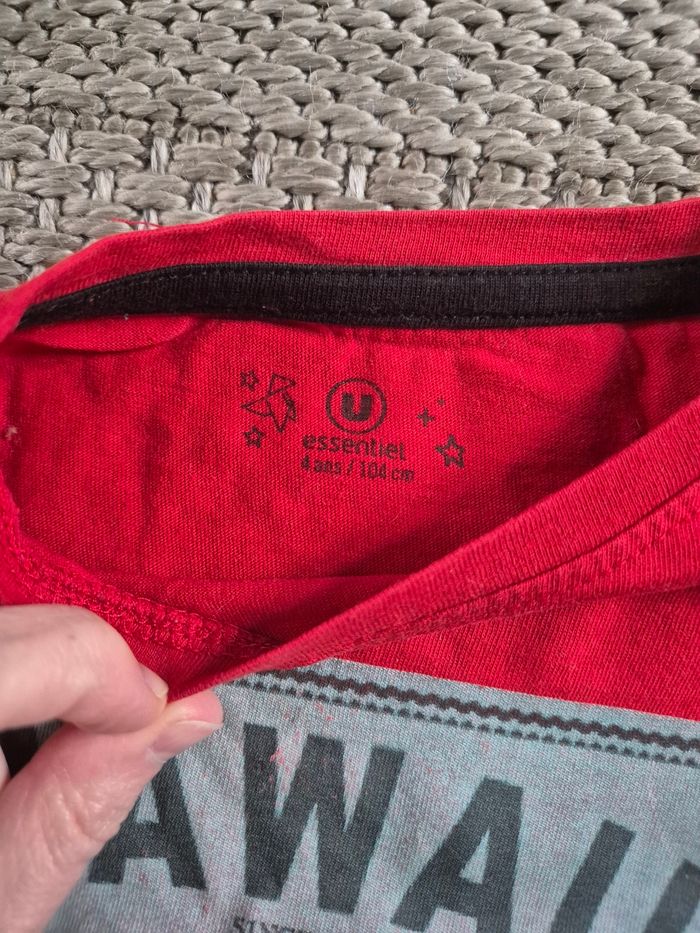 U
essentiel
4 ans / 104 cm
AWAII